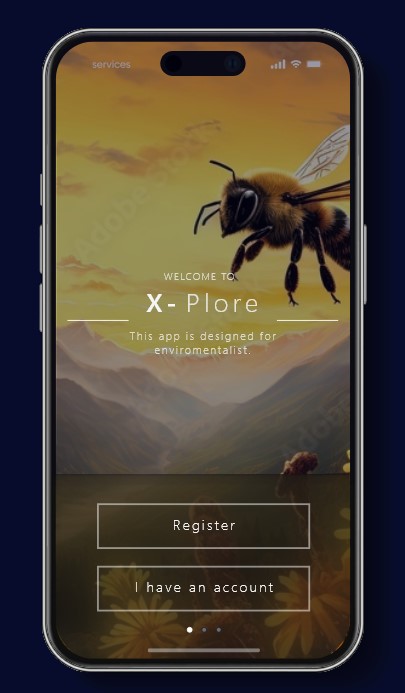 services
WELCOME TO
X- Plore
This app is designed for
enviromentalist.
Register
I have an account